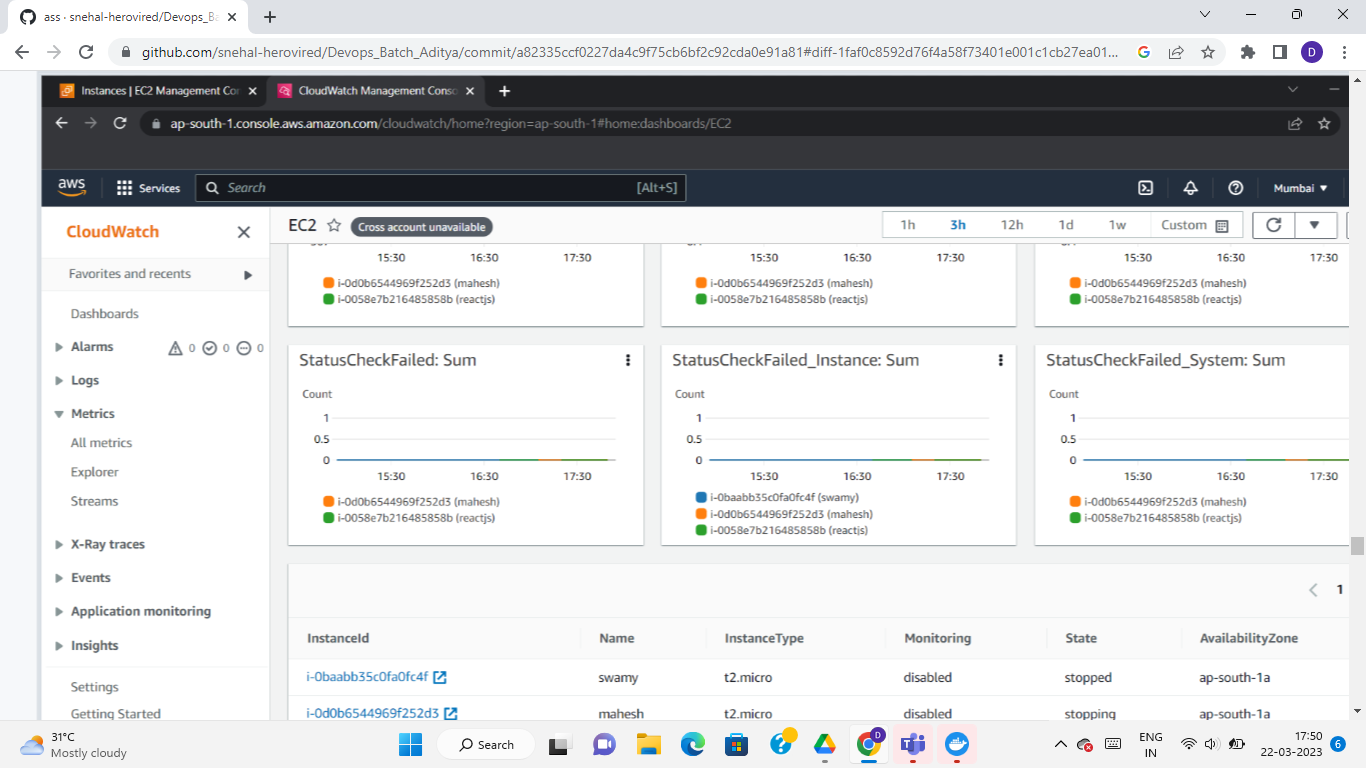 ass · snehal-herovired/Devops_Ba
github.com/snehal-herovired/Devops_Batch_Aditya/commit/a82335ccf0227da4c9f75cb6bf2c92cda0e91a81#diff-1faf0c8592d76f4a58f73401e001c1cb27ea01...
D
Instances | EC2 Management Con
CloudWatch Management Conso
ap-south-1.console.aws.amazon.com/cloudwatch/home?region=ap-south-1#home:dashboards/EC2
aws Services Search [Alt+S] Mumbai
CloudWatch
EC2 Cross account unavailable 1h 3h 12h 1d 1w Custom
Favorites and recents
Dashboards
Alarms 0 0 0
Logs
Metrics
All metrics
Explorer
Streams
X-Ray traces
Events
Application monitoring
Insights
Settings
Getting Started
15:30 16:30 17:30
i-0d0b6544969f252d3 (mahesh)
i-0058e7b216485858b (reactjs)
15:30 16:30 17:30
i-0d0b6544969f252d3 (mahesh)
i-0058e7b216485858b (reactjs)
15:30 16:30 17:30
i-0d0b6544969f252d3 (mahesh)
i-0058e7b216485858b (reactjs)
StatusCheckFailed: Sum
Count
1
0.5
0
15:30 16:30 17:30
i-0d0b6544969f252d3 (mahesh)
i-0058e7b216485858b (reactjs)
StatusCheckFailed_Instance: Sum
Count
1
0.5
0
15:30 16:30 17:30
i-0baabb35c0fa0fc4f (swamy)
i-0d0b6544969f252d3 (mahesh)
i-0058e7b216485858b (reactjs)
StatusCheckFailed_System: Sum
Count
1
0.5
0
15:30 16:30 17:30
i-0d0b6544969f252d3 (mahesh)
i-0058e7b216485858b (reactjs)
1
InstanceId Name InstanceType Monitoring State AvailabilityZone
i-0baabb35c0fa0fc4f swamy t2.micro disabled stopped ap-south-1a
i-0d0b6544969f252d3 mahesh t2.micro disabled stopping ap-south-1a
31°C
Mostly cloudy
Search
D
ENG
IN
17:50
22-03-2023
6